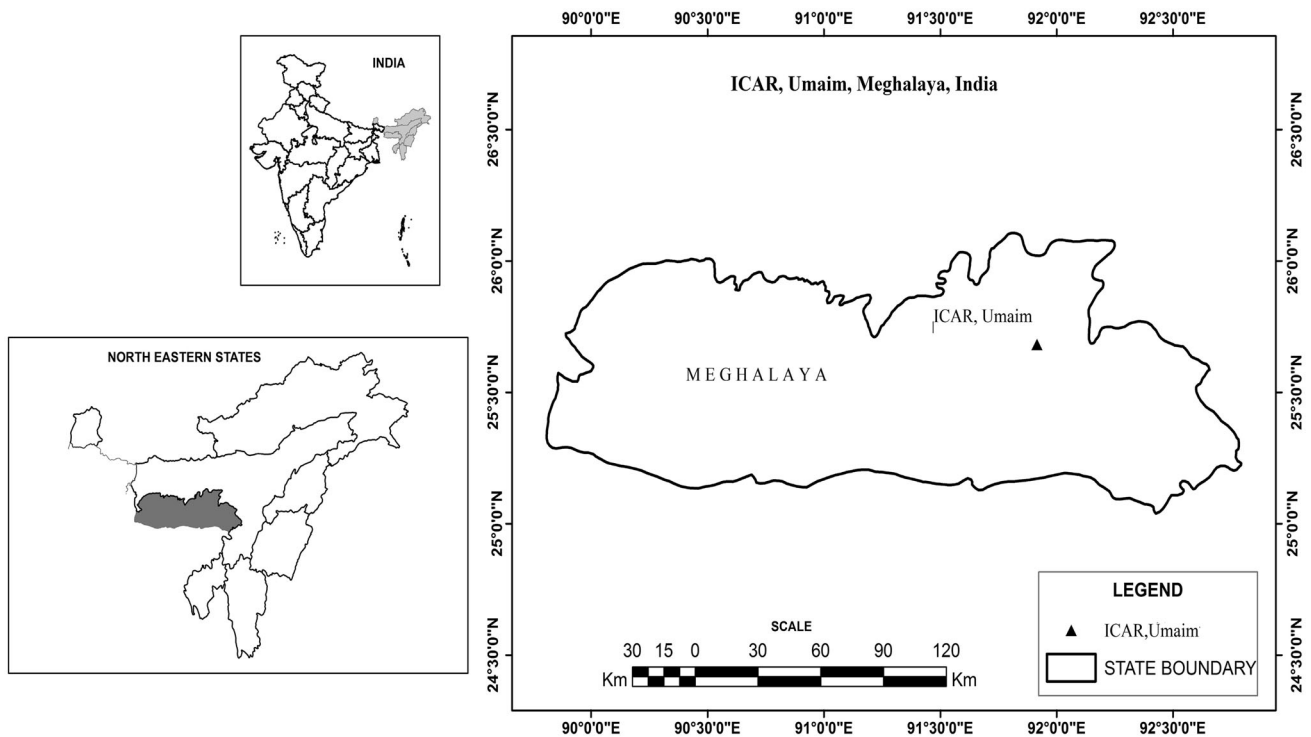 90°0'0"E 90°30'0"E 91°0'0"E 91°30'0"E 92°0'0"E 92°30'0"E
INDIA
ICAR, Umaim, Meghalaya, India
26°30'0"N 26°30'0"N
26°0'0"N 26°0'0"N
ICAR, Umaim
NORTH EASTERN STATES
MEGHALAYA
25°30'0"N 25°30'0"N
25°0'0"N 25°0'0"N
LEGEND
ICAR,Umaim
STATE BOUNDARY
SCALE
30 15 0 30 60 90 120
Km Km
24°30'0"N 24°30'0"N
90°0'0"E 90°30'0"E 91°0'0"E 91°30'0"E 92°0'0"E 92°30'0"E